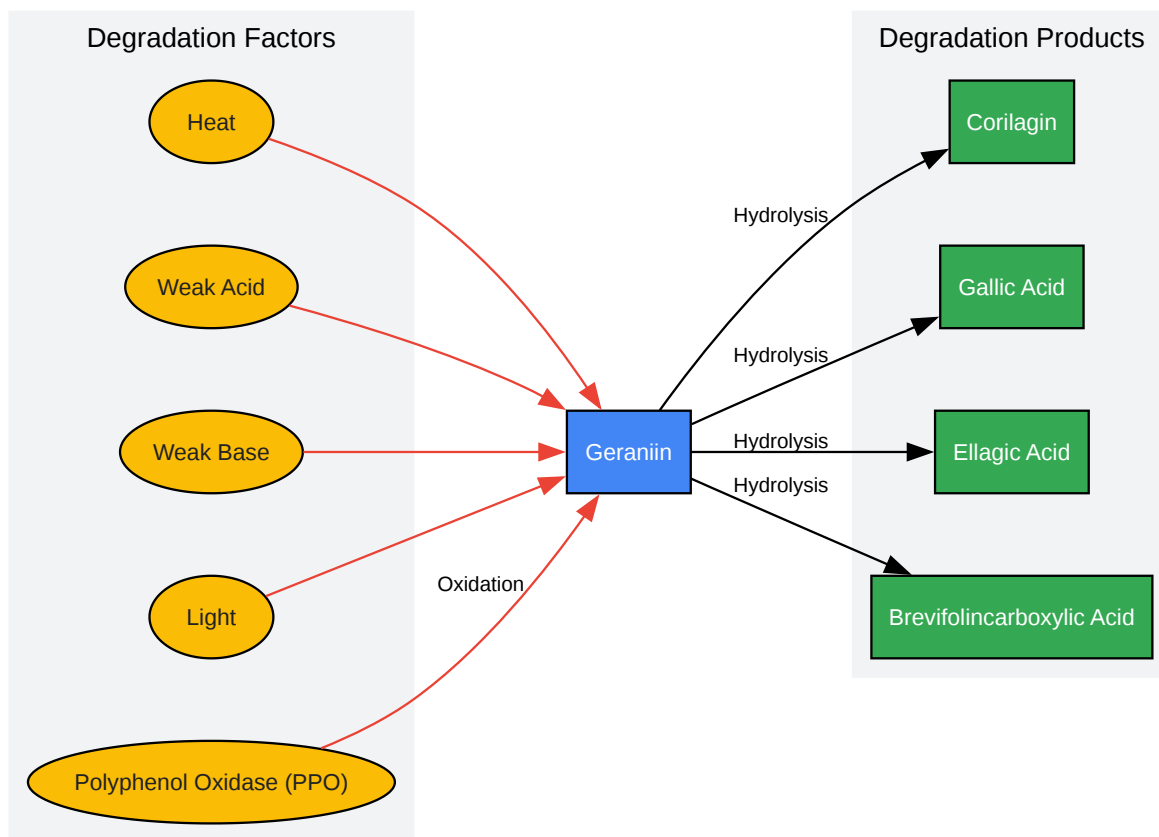 Degradation Factors
Heat
Weak Acid
Weak Base
Light
Polyphenol Oxidase (PPO)
Oxidation
Geraniin
Hydrolysis
Hydrolysis
Hydrolysis
Hydrolysis
Degradation Products
Corilagin
Gallic Acid
Ellagic Acid
Brevifolincarboxylic Acid